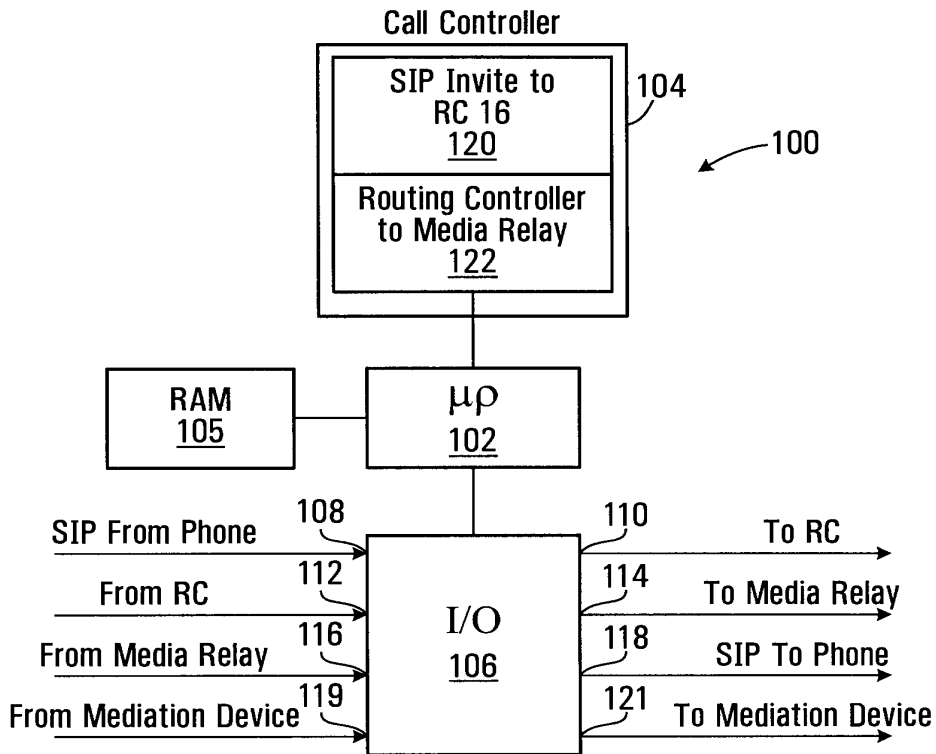 Call Controller
SIP Invite to
RC 16
120
104
100
Routing Controller
to Media Relay
122
RAM
105
μρ
102
SIP From Phone
108
110
To RC
From RC
112
114
To Media Relay
I/O
106
From Media Relay
116
118
SIP To Phone
From Mediation Device
119
121
To Mediation Device